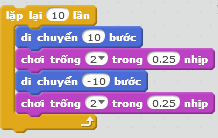 lặp lại 10 lần
di chuyển 10 bước
chơi trống 2 trong 0.25 nhịp
di chuyển -10 bước
chơi trống 2 trong 0.25 nhịp